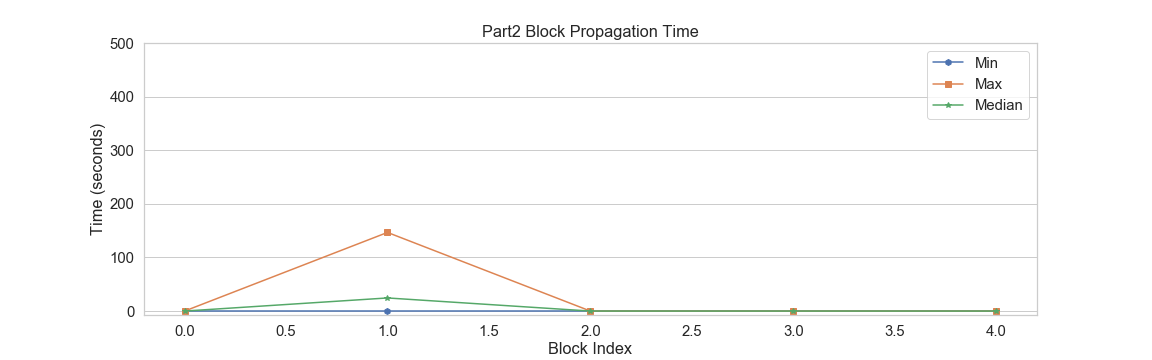 Part2 Block Propagation Time
500
400
300
200
100
0
Time (seconds)
Min
Max
Median
0.0 0.5 1.0 1.5 2.0 2.5 3.0 3.5 4.0
Block Index